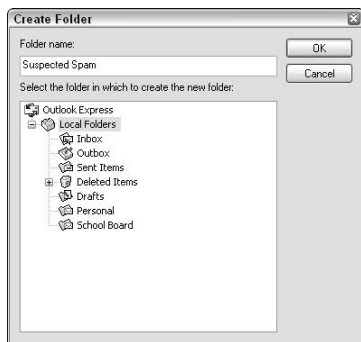 Create Folder
Folder name:
OK
Suspected Spam
Cancel
Select the folder in which to create the new folder:
Outlook Express
Local Folders
Inbox
Outbox
Sent Items
Deleted Items
Drafts
Personal
School Board